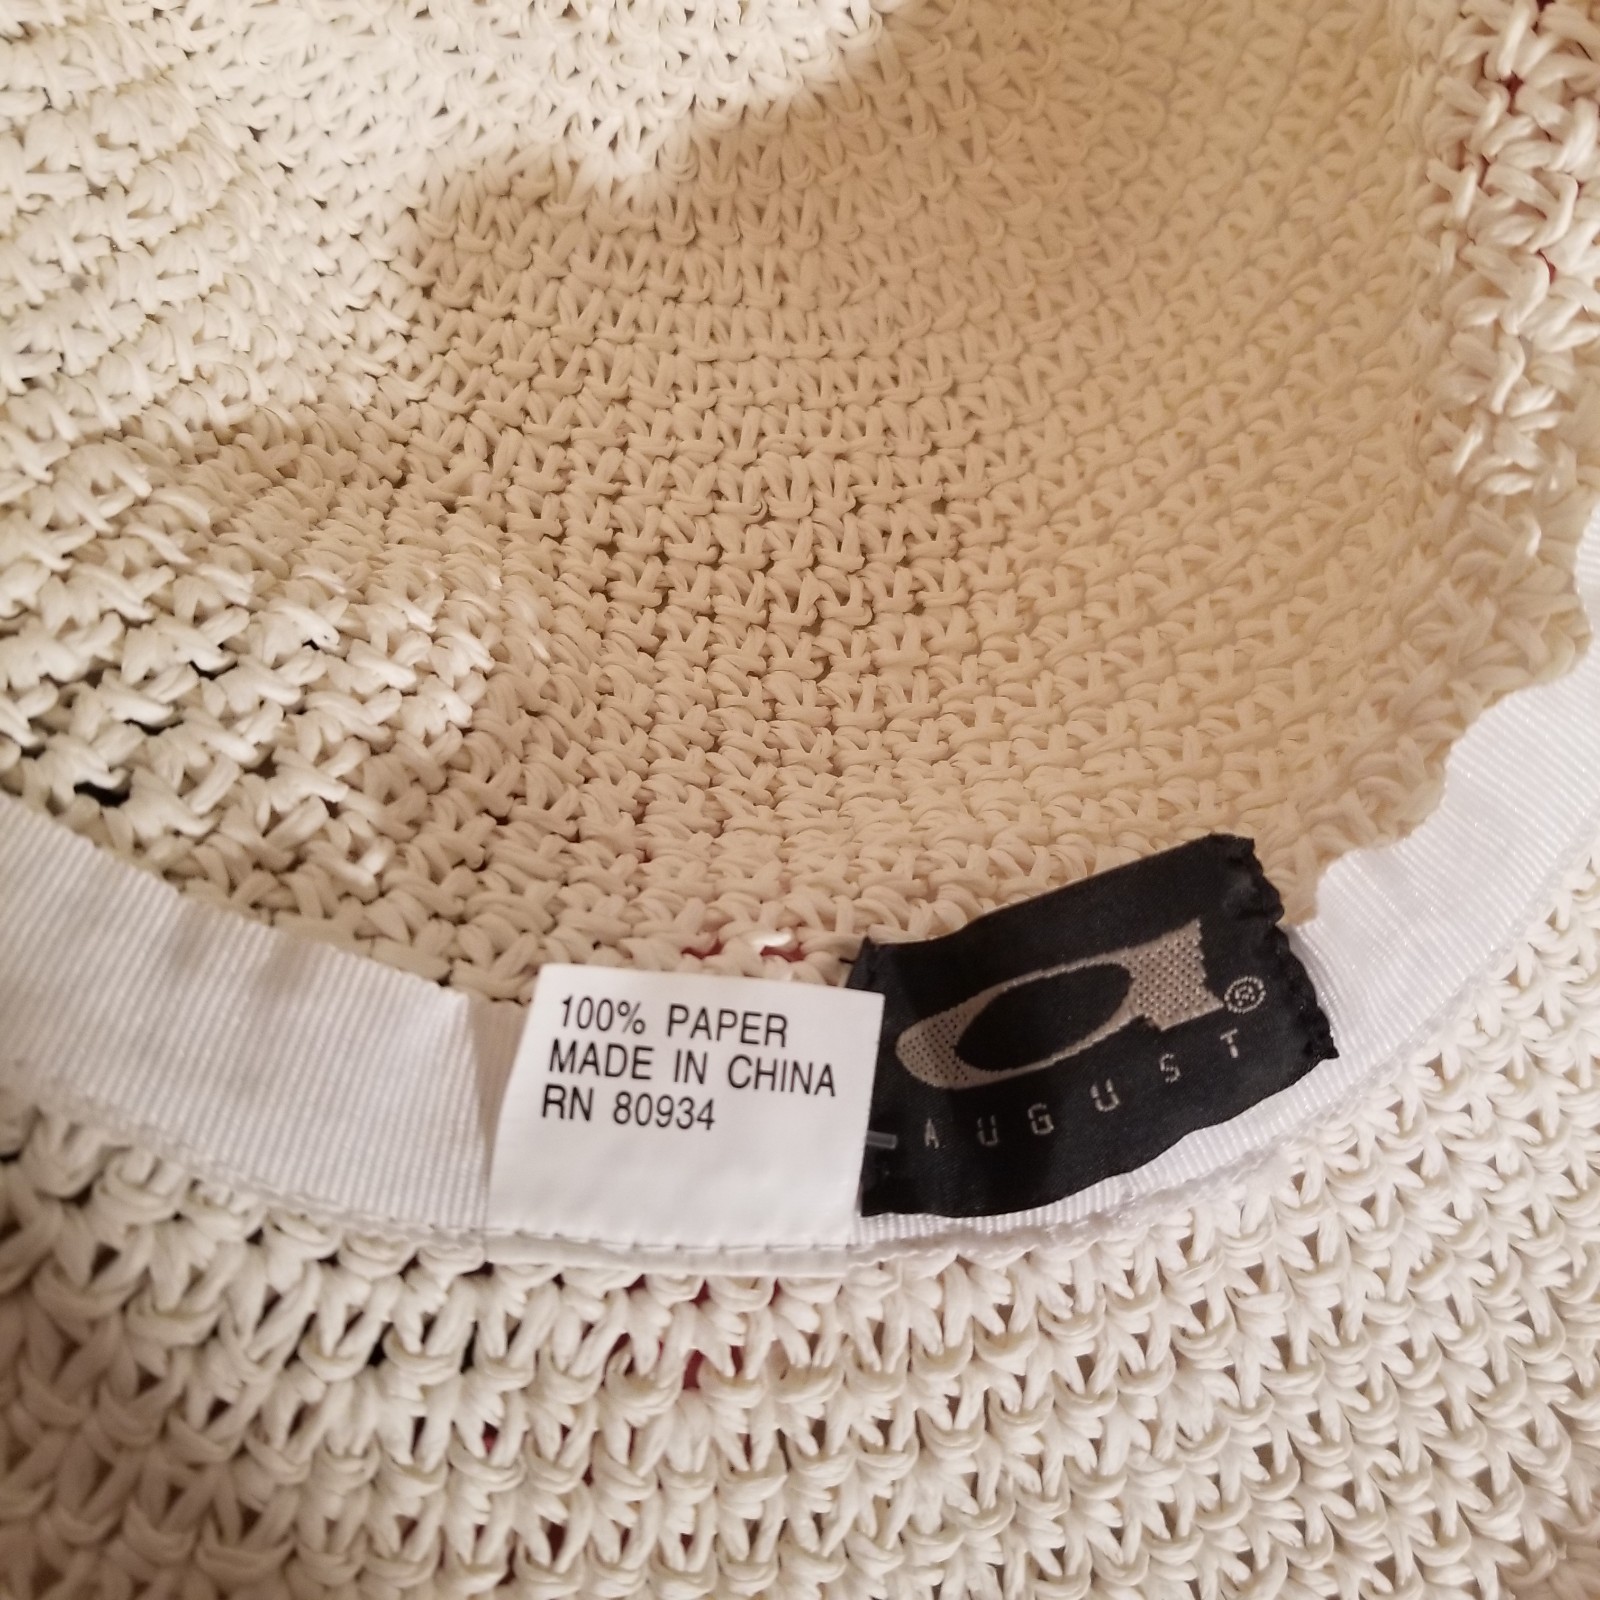 100% PAPER
MADE IN CHINA
RN 80934
®
AUGUST